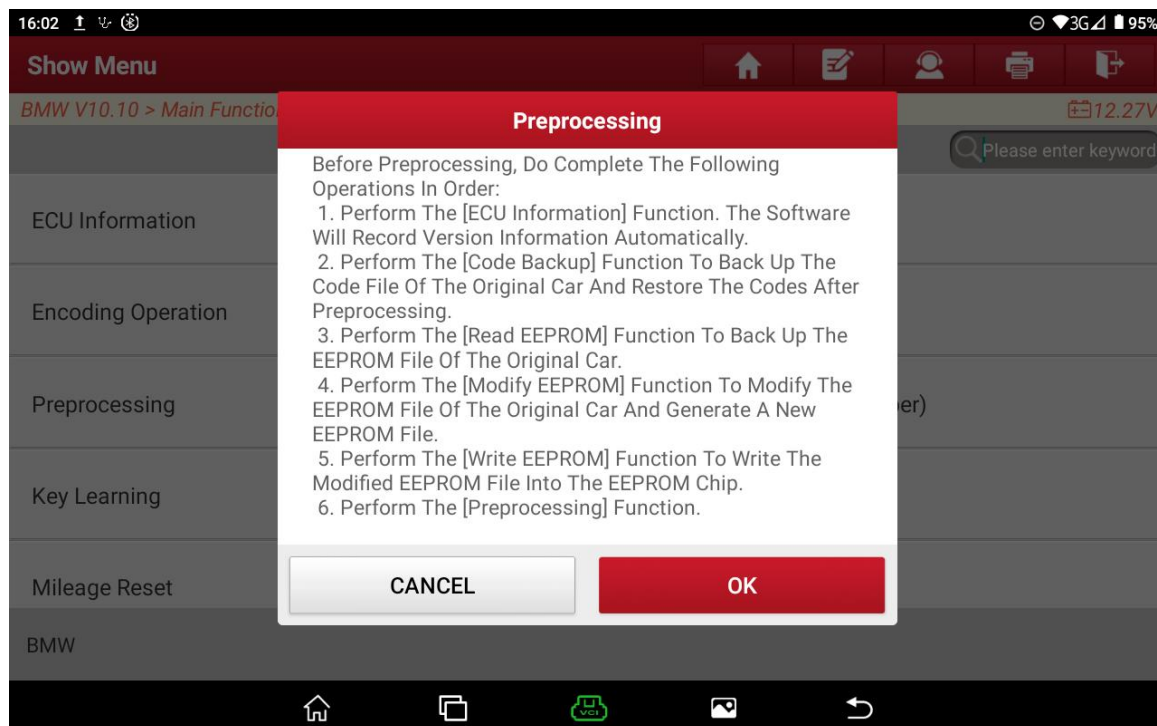 16:02
3G 95%
Show Menu
BMW V10.10 > Main Functio
12.27V
Please enter keyword
Preprocessing
Before Preprocessing, Do Complete The Following
Operations In Order:
1. Perform The [ECU Information] Function. The Software
Will Record Version Information Automatically.
2. Perform The [Code Backup] Function To Back Up The
Code File Of The Original Car And Restore The Codes After
Preprocessing.
3. Perform The [Read EEPROM] Function To Back Up The
EEPROM File Of The Original Car.
4. Perform The [Modify EEPROM] Function To Modify The
EEPROM File Of The Original Car And Generate A New
EEPROM File.
5. Perform The [Write EEPROM] Function To Write The
Modified EEPROM File Into The EEPROM Chip.
6. Perform The [Preprocessing] Function.
CANCEL
OK
ECU Information
Encoding Operation
Preprocessing
er)
Key Learning
Mileage Reset
BMW
VCI